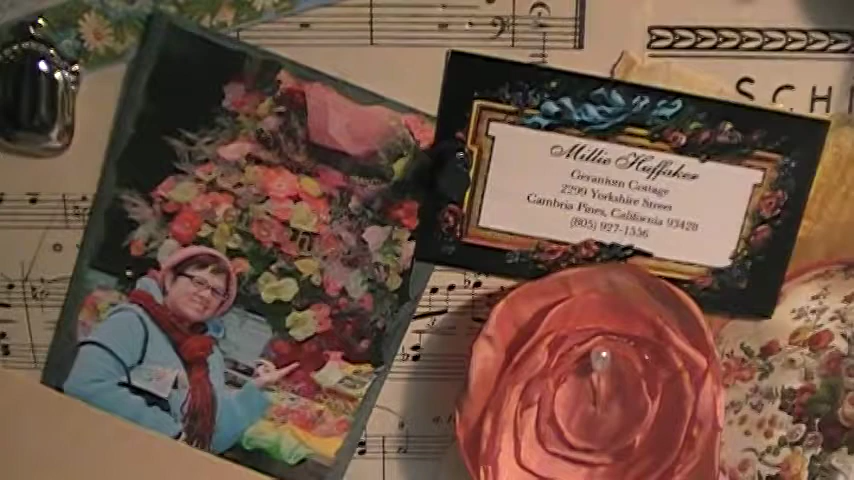 SCH
Millie Huffaker
Geranium Cottage
2299 Yorkshire Street
Cambria Pines, California 93428
(805) 927-1556